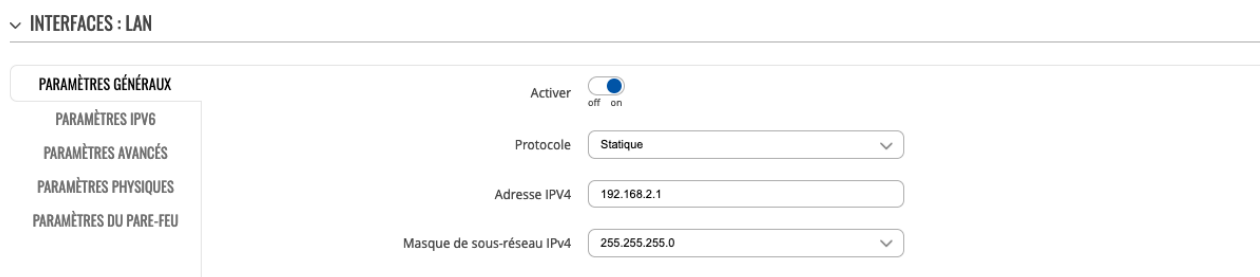 INTERFACES : LAN
PARAMÈTRES GÉNÉRAUX
PARAMÈTRES IPV6
PARAMÈTRES AVANCÉS
PARAMÈTRES PHYSIQUES
PARAMÈTRES DU PARE-FEU
Activer
off on
Protocole Statique
Adresse IPV4 192.168.2.1
Masque de sous-réseau IPv4 255.255.255.0